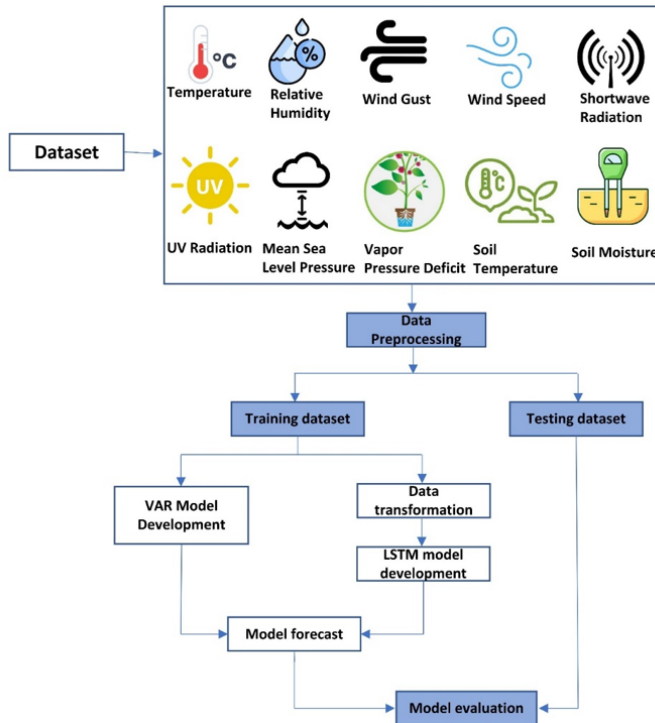 °C
Temperature
%
Relative
Humidity
Wind Gust
Wind Speed
Shortwave
Radiation
Dataset
UV
UV Radiation
Mean Sea
Level Pressure
Vapor
Pressure Deficit
°C
Soil
Temperature
Soil Moisture
Data
Preprocessing
Training dataset
Testing dataset
VAR Model
Development
Data
transformation
LSTM model
development
Model forecast
Model evaluation